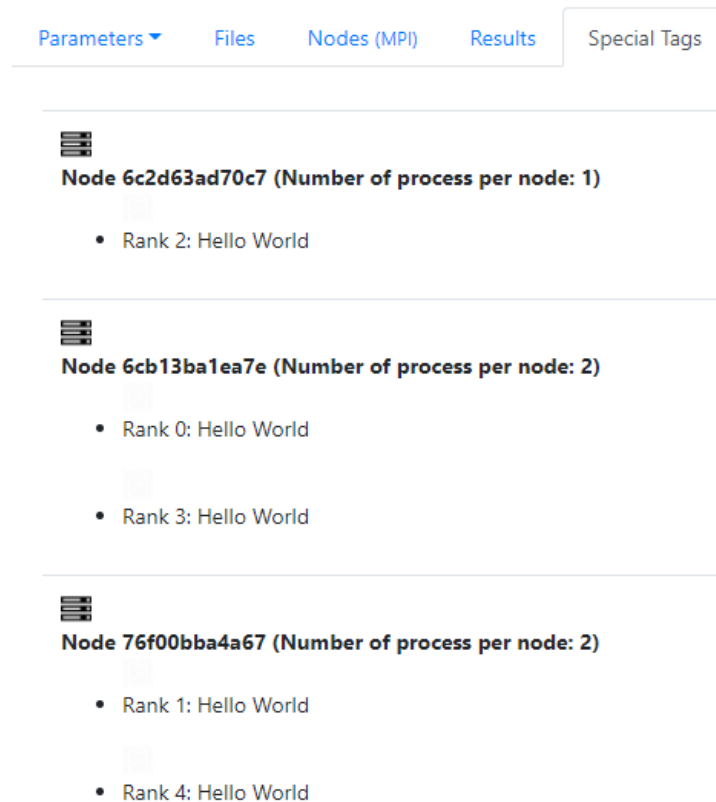 Parameters Files Nodes (MPI) Results Special Tags
Node 6c2d63ad70c7 (Number of process per node: 1)
Rank 2: Hello World
Node 6cb13ba1ea7e (Number of process per node: 2)
Rank 0: Hello World
Rank 3: Hello World
Node 76f00bba4a67 (Number of process per node: 2)
Rank 1: Hello World
Rank 4: Hello World